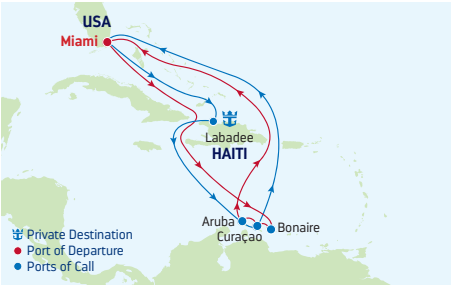 USA
Miami
Labadee
HAITI
Aruba
Curaçao
Bonaire
Private Destination
Port of Departure
Ports of Call